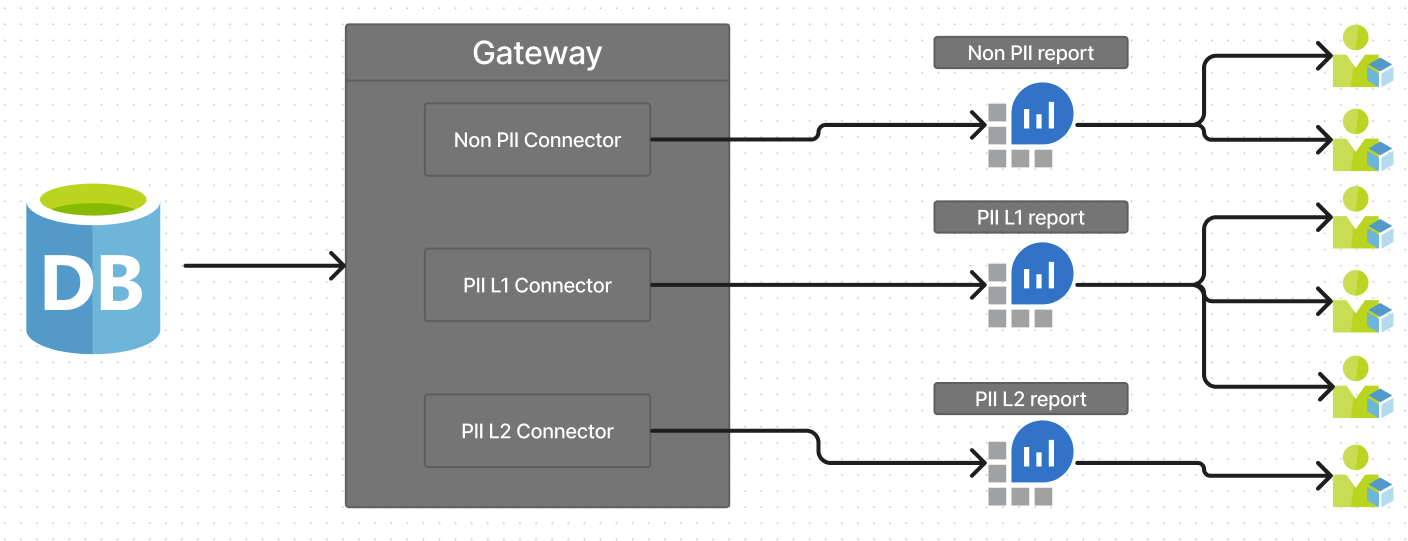 DB
Gateway
Non PII Connector
PII L1 Connector
PII L2 Connector
Non PII report
PII L1 report
PII L2 report